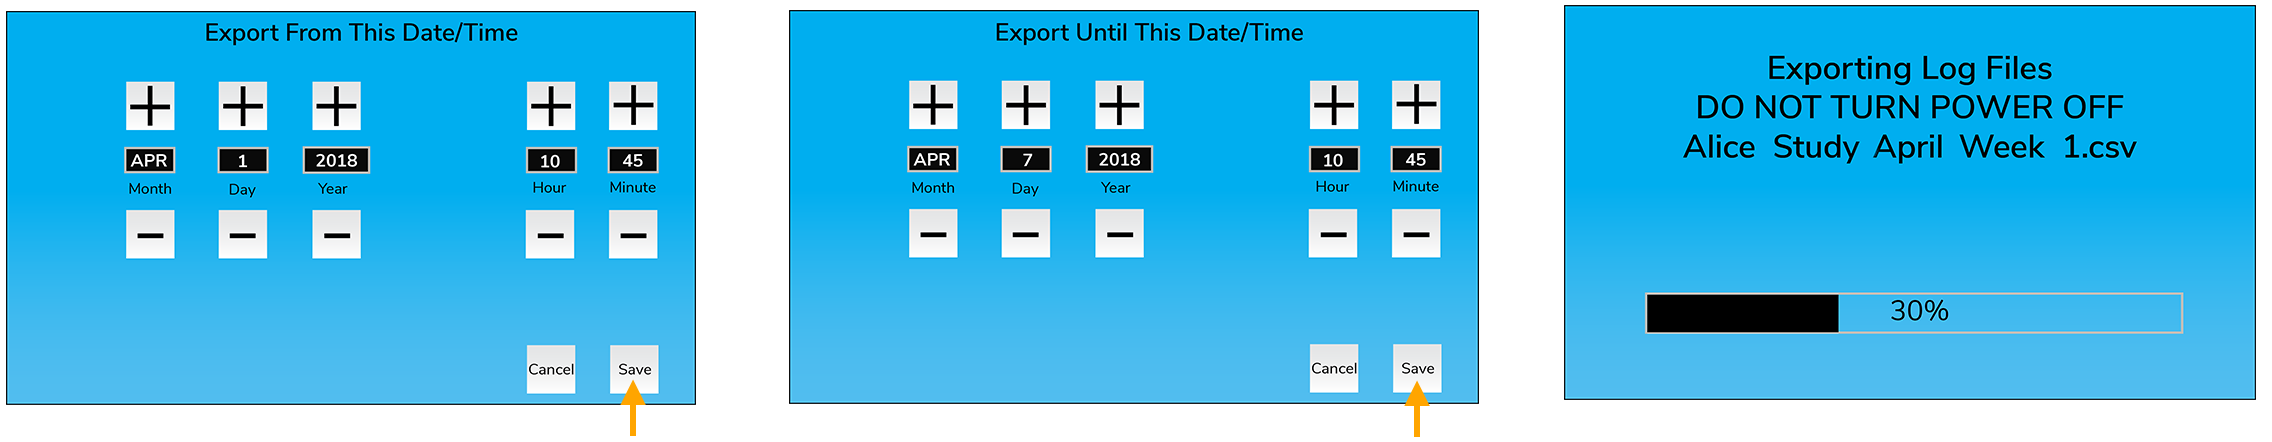 Export From This Date/Time
APR 1 2018 10 45
Month Day Year Hour Minute
Cancel Save
Export Until This Date/Time
APR 7 2018 10 45
Month Day Year Hour Minute
Cancel Save
Exporting Log Files
DO NOT TURN POWER OFF
Alice Study April Week 1.csv
30%